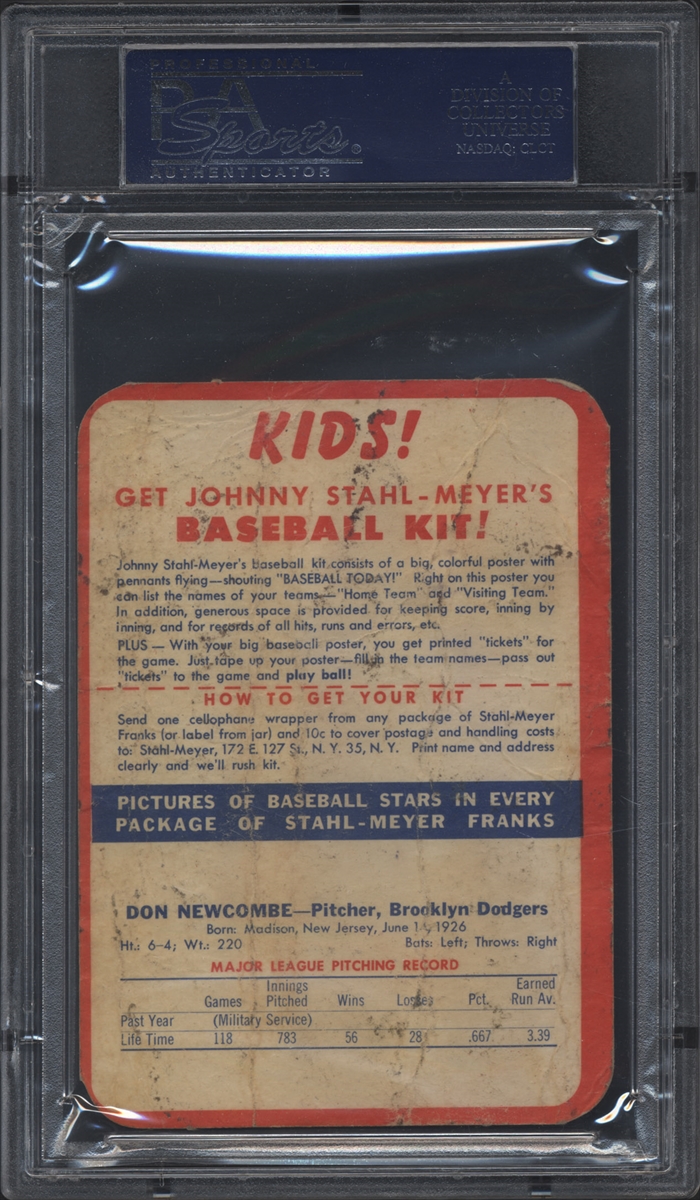 PROFESSIONAL
PSA
Sports®
AUTHENTICATOR
A
DIVISION OF
COLLECTORS
UNIVERSE
NASDAQ: CLCT
KIDS!
GET JOHNNY STAHL-MEYER'S
BASEBALL KIT!
Johnny Stahl-Meyer's baseball kit consists of a big, colorful poster with
pennants flying—shouting "BASEBALL TODAY!" Right on this poster you
can list the names of your teams—"Home Team" and "Visiting Team."
In addition, generous space is provided for keeping score, inning by
inning, and for records of all hits, runs and errors, etc.
PLUS — With your big baseball poster, you get printed "tickets" for
the game. Just tape up your poster—fill in the team names—pass out
"tickets" to the game and play ball!
HOW TO GET YOUR KIT
Send one cellophane wrapper from any package of Stahl-Meyer
Franks (or label from jar) and 10c to cover postage and handling costs
to: Stahl-Meyer, 172 E. 127 St., N. Y. 35, N. Y. Print name and address
clearly and we'll rush kit.
PICTURES OF BASEBALL STARS IN EVERY
PACKAGE OF STAHL-MEYER FRANKS
DON NEWCOMBE—Pitcher, Brooklyn Dodgers
Born: Madison, New Jersey, June 1926
Ht.: 6-4; Wt.: 220 Bats: Left; Throws: Right
MAJOR LEAGUE PITCHING RECORD
Games Innings Pitched Wins Losses Pct. Earned Run Av.
Past Year (Military Service)
Life Time 118 783 56 28 .667 3.39